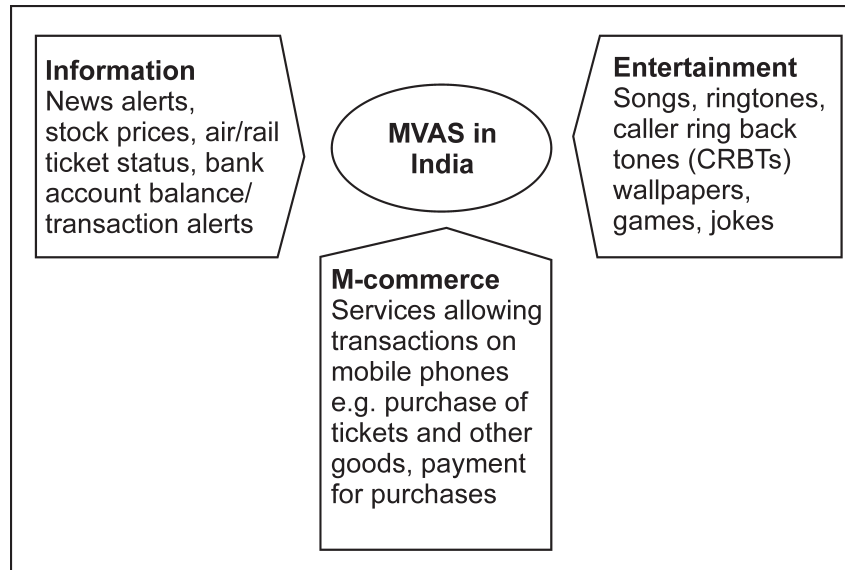 Information
News alerts,
stock prices, air/rail
ticket status, bank
account balance/
transaction alerts
MVAS in
India
Entertainment
Songs, ringtones,
caller ring back
tones (CRBTs)
wallpapers,
games, jokes
M-commerce
Services allowing
transactions on
mobile phones
e.g. purchase of
tickets and other
goods, payment
for purchases